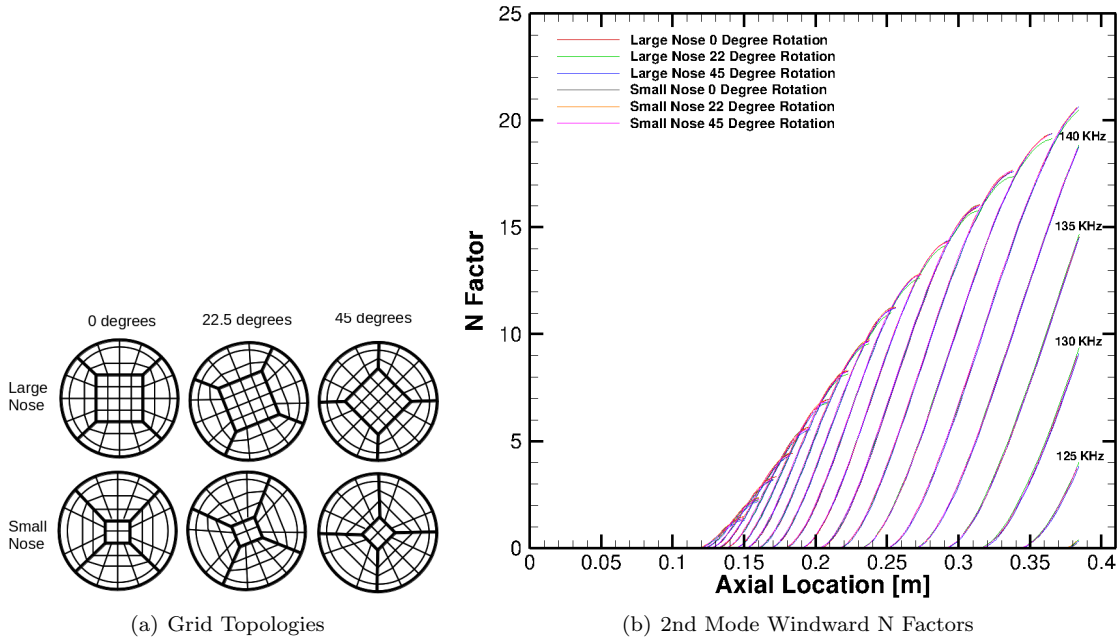 0 degrees
22.5 degrees
45 degrees
Large
Nose
Small
Nose
(a) Grid Topologies
25
20
15
10
5
0
N Factor
Large Nose 0 Degree Rotation
Large Nose 22 Degree Rotation
Large Nose 45 Degree Rotation
Small Nose 0 Degree Rotation
Small Nose 22 Degree Rotation
Small Nose 45 Degree Rotation
140 KHz
135 KHz
130 KHz
125 KHz
0 0.05 0.1 0.15 0.2 0.25 0.3 0.35 0.4
Axial Location [m]
(b) 2nd Mode Windward N Factors